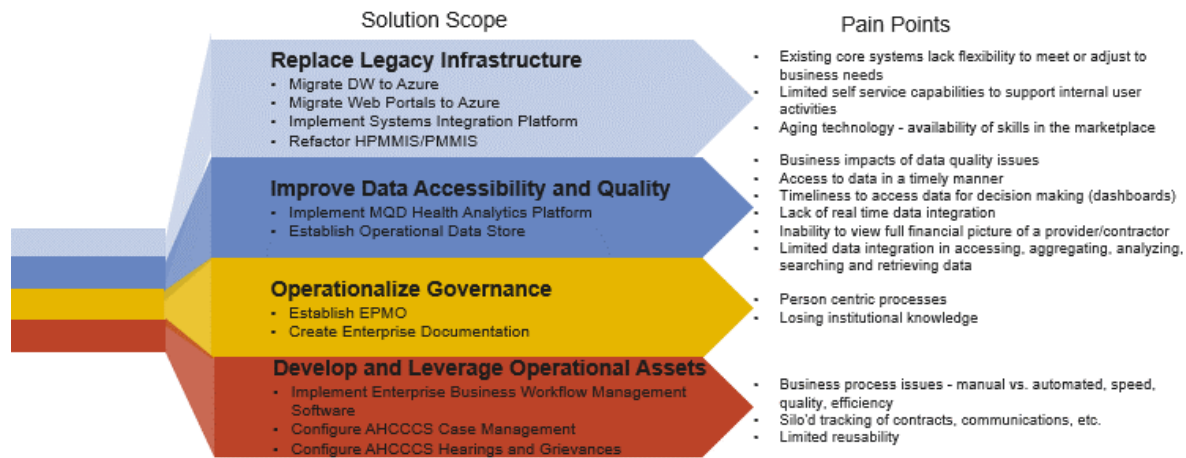 Solution Scope
Pain Points
Replace Legacy Infrastructure
• Migrate DW to Azure
• Migrate Web Portals to Azure
• Implement Systems Integration Platform
• Refactor HPMMIS/PMMIS
• Existing core systems lack flexibility to meet or adjust to
business needs
• Limited self service capabilities to support internal user
activities
• Aging technology - availability of skills in the marketplace
Improve Data Accessibility and Quality
• Implement MQD Health Analytics Platform
• Establish Operational Data Store
• Business impacts of data quality issues
• Access to data in a timely manner
• Timeliness to access data for decision making (dashboards)
• Lack of real time data integration
• Inability to view full financial picture of a provider/contractor
• Limited data integration in accessing, aggregating, analyzing,
searching and retrieving data
Operationalize Governance
• Establish EPMO
• Create Enterprise Documentation
• Person centric processes
• Losing institutional knowledge
Develop and Leverage Operational Assets
• Implement Enterprise Business Workflow Management
Software
• Configure AHCCCS Case Management
• Configure AHCCCS Hearings and Grievances
• Business process issues - manual vs. automated, speed,
quality, efficiency
• Silo'd tracking of contracts, communications, etc.
• Limited reusability